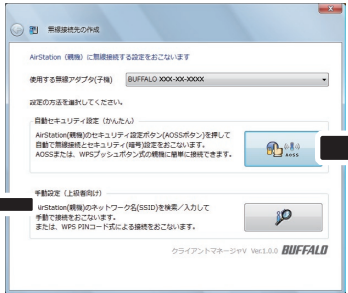 無線接続先の作成
AirStation（親機）に無線接続する設定をおこないます
使用する無線アダプタ(子機)
BUFFALO XXX-XX-XXXX
設定の方法を選択してください。
自動セキュリティ設定（かんたん）
AirStation(親機)のセキュリティ設定ボタン(AOSSボタン)を押して
自動で無線接続とセキュリティ(暗号)設定をおこないます。
AOSSまたは、WPSプッシュボタン式の親機に簡単に接続できます。
AOSS
手動設定（上級者向け）
AirStation(親機)のネットワーク名(SSID)を検索／入力して
手動で接続をおこないます。
または、WPS PINコード式による接続をおこないます。
クライアントマネージャV Ver.1.0.0 BUFFALO